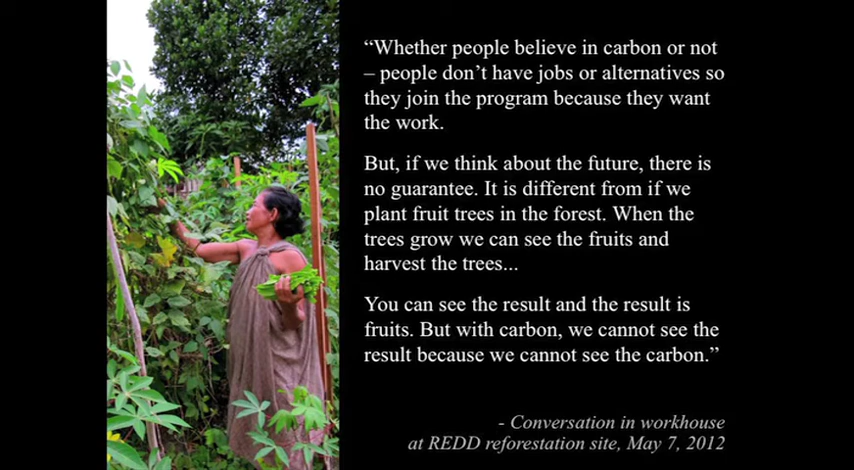 “Whether people believe in carbon or not
– people don’t have jobs or alternatives so
they join the program because they want
the work.
But, if we think about the future, there is
no guarantee. It is different from if we
plant fruit trees in the forest. When the
trees grow we can see the fruits and
harvest the trees...
You can see the result and the result is
fruits. But with carbon, we cannot see the
result because we cannot see the carbon.”
- Conversation in workhouse
at REDD reforestation site, May 7, 2012